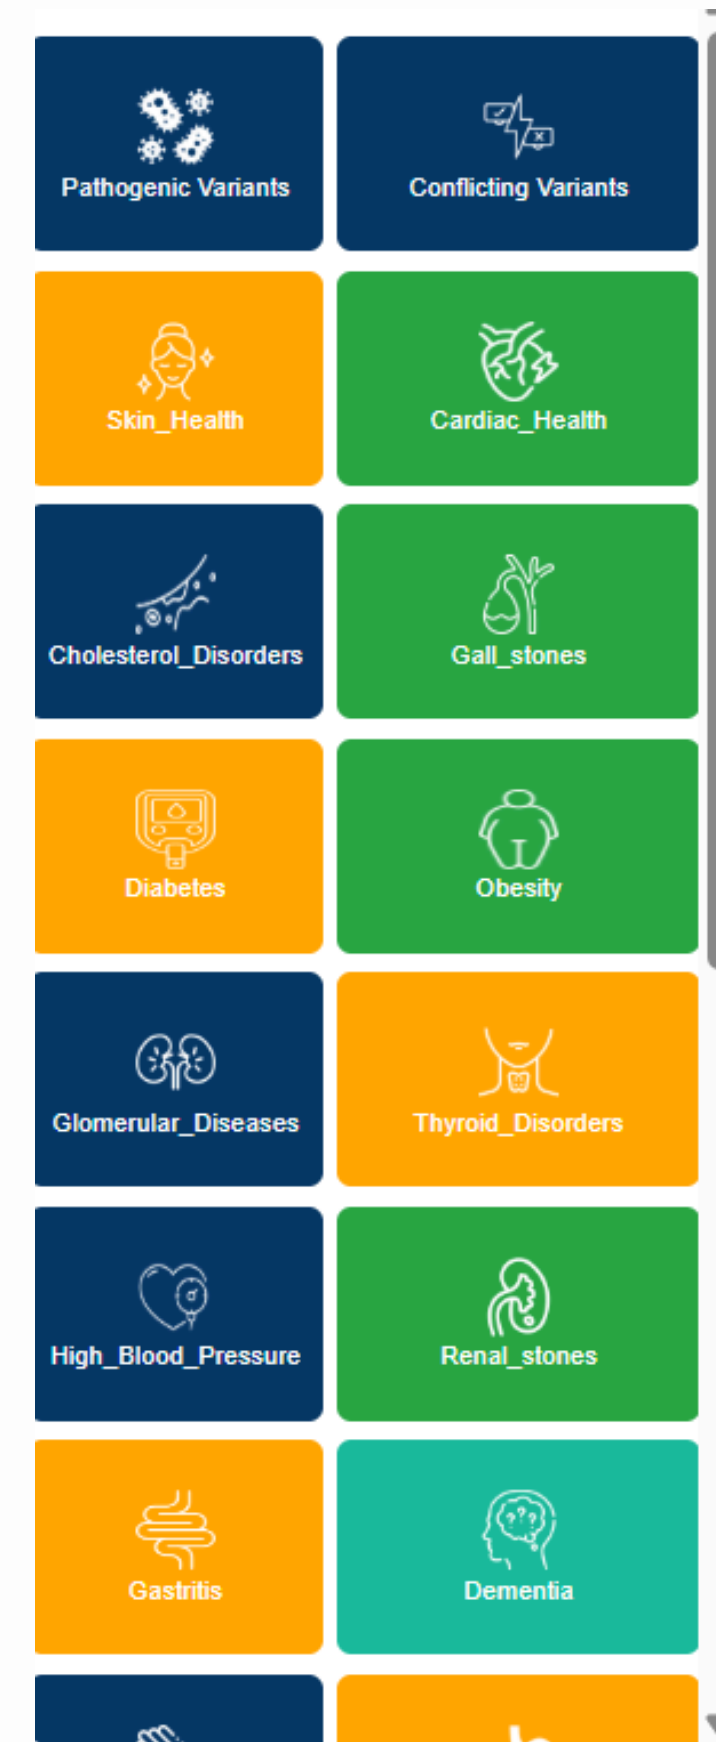 Pathogenic Variants
Conflicting Variants
Skin_Health
Cardiac_Health
Cholesterol_Disorders
Gall_stones
Diabetes
Obesity
Glomerular_Diseases
Thyroid_Disorders
High_Blood_Pressure
Renal_stones
Gastritis
Dementia